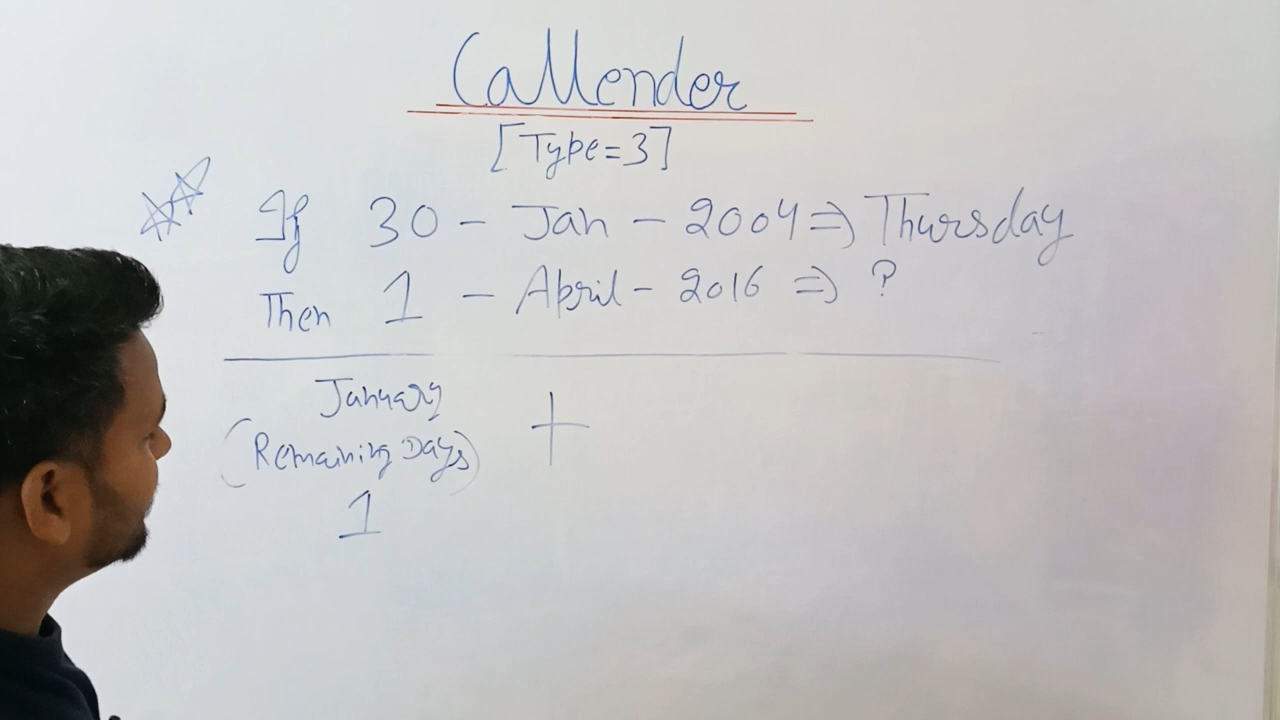 Callender
[Type=3]
If 30 - Jan - 2004 ⇒ Thursday
Then 1 - April - 2016 ⇒ ?
January +
(Remaining Days)
1